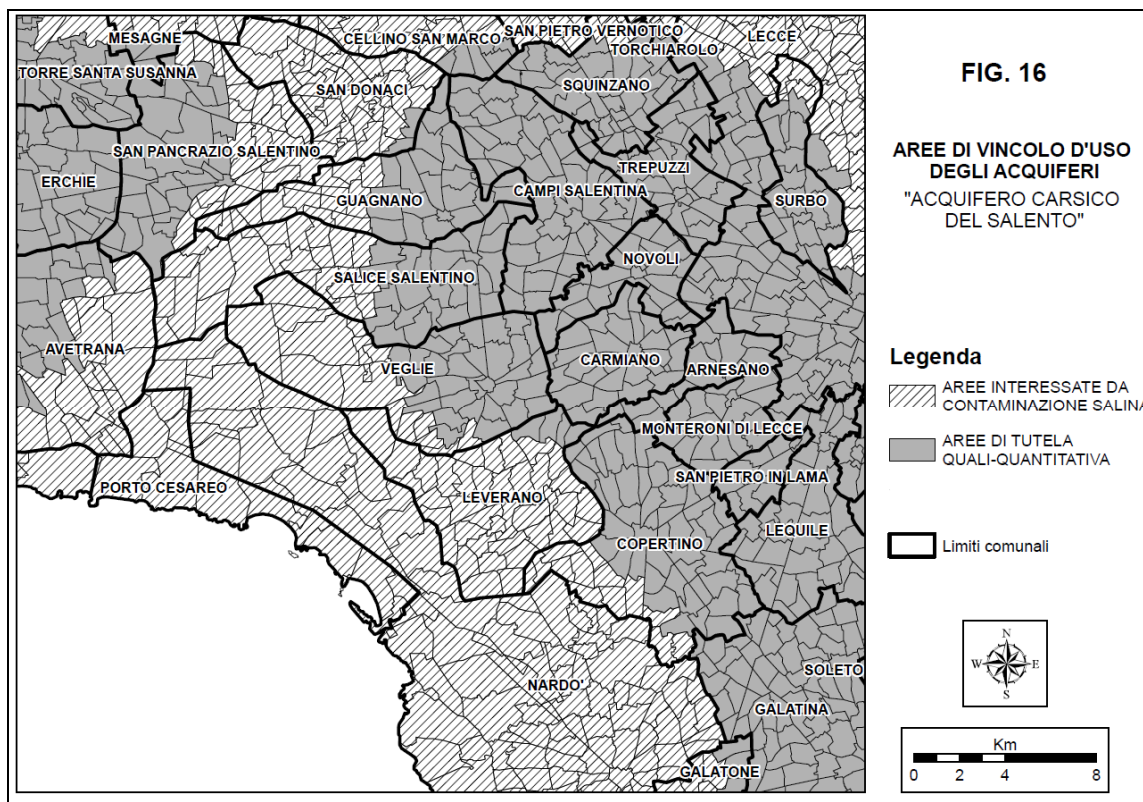 MESAGNE
CELLINO SAN MARCO
SAN PIETRO VERNOTICO
TORCHIAROLO
LECCE
TORRE SANTA SUSANNA
SAN DONACI
SQUINZANO
SAN PANCRAZIO SALENTINO
ERCHIE
TREPUZZI
GUAGNANO
CAMPI SALENTINA
SURBO
NOVOLI
SALICE SALENTINO
AVETRANA
VEGLIE
CARMIANO
ARNESANO
MONTERONI DI LECCE
PORTO CESAREO
LEVERANO
SAN PIETRO IN LAMA
COPERTINO
LEQUILE
NARDO'
SOLETO
GALATINA
GALATONE
FIG. 16
AREE DI VINCOLO D'USO
DEGLI ACQUIFERI
"ACQUIFERO CARSICO
DEL SALENTO"
Legenda
AREE INTERESSATE DA
CONTAMINAZIONE SALINA
AREE DI TUTELA
QUALI-QUANTITATIVA
Limiti comunali
N
W E
S
Km
0 2 4 8